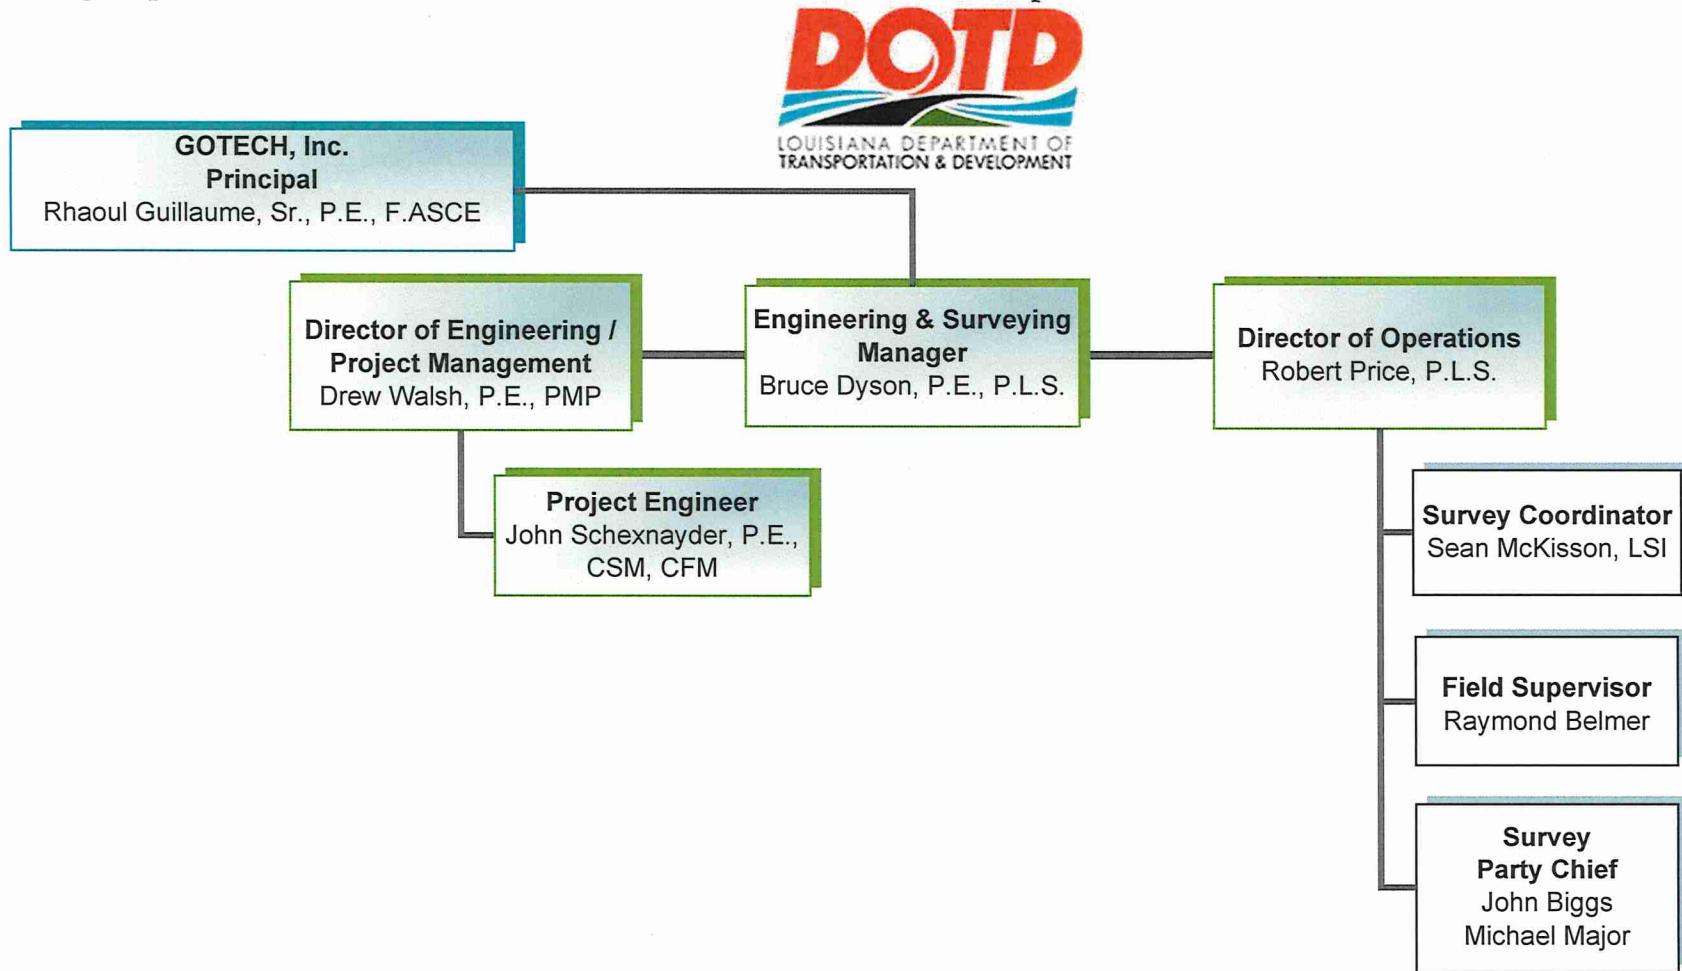 DOTD
LOUISIANA DEPARTMENT OF
TRANSPORTATION & DEVELOPMENT
GOTECH, Inc.
Principal
Rhaoul Guillaume, Sr., P.E., F.ASCE
Director of Engineering /
Project Management
Drew Walsh, P.E., PMP
Engineering & Surveying
Manager
Bruce Dyson, P.E., P.L.S.
Director of Operations
Robert Price, P.L.S.
Project Engineer
John Schexnayder, P.E.,
CSM, CFM
Survey Coordinator
Sean McKisson, LSI
Field Supervisor
Raymond Belmer
Survey
Party Chief
John Biggs
Michael Major